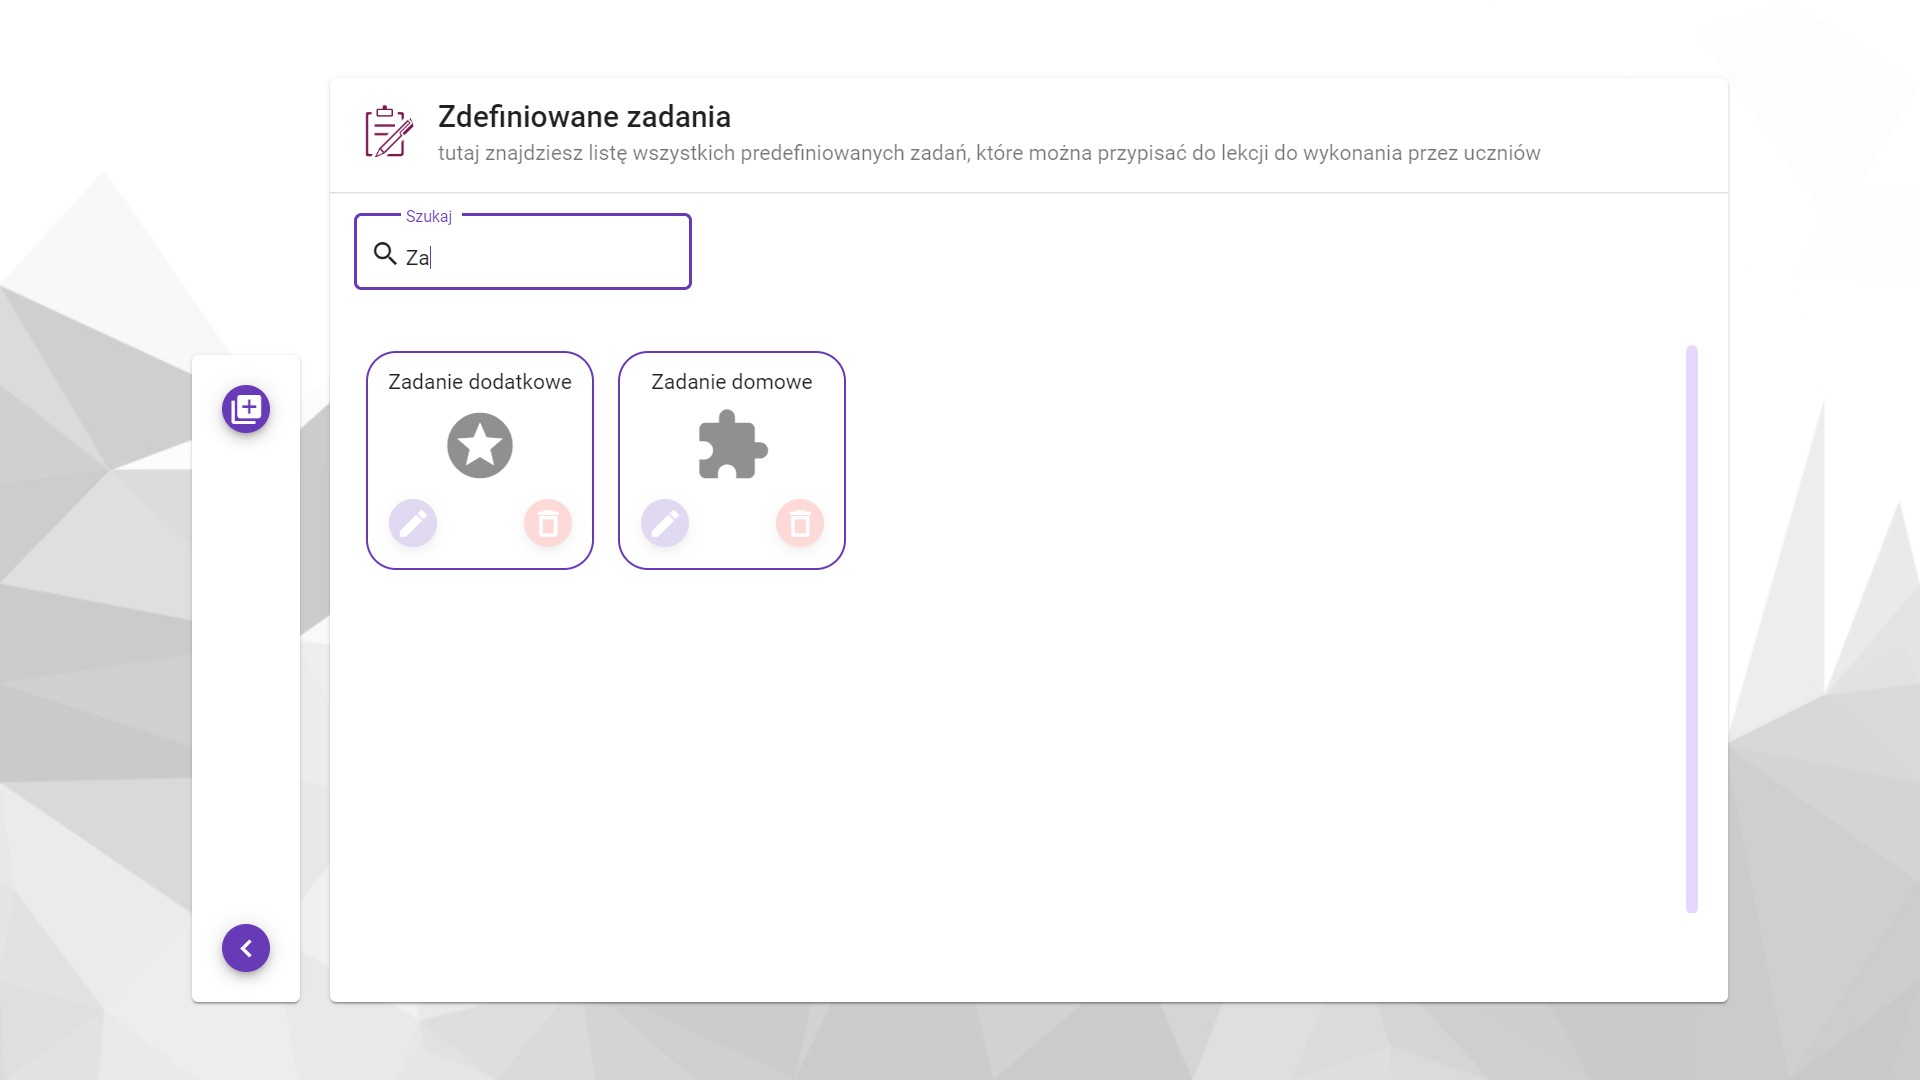 Zdefiniowane zadania
tutaj znajdziesz listę wszystkich predefiniowanych zadań, które można przypisać do lekcji do wykonania przez uczniów
Szukaj
Za
Zadanie dodatkowe
Zadanie domowe